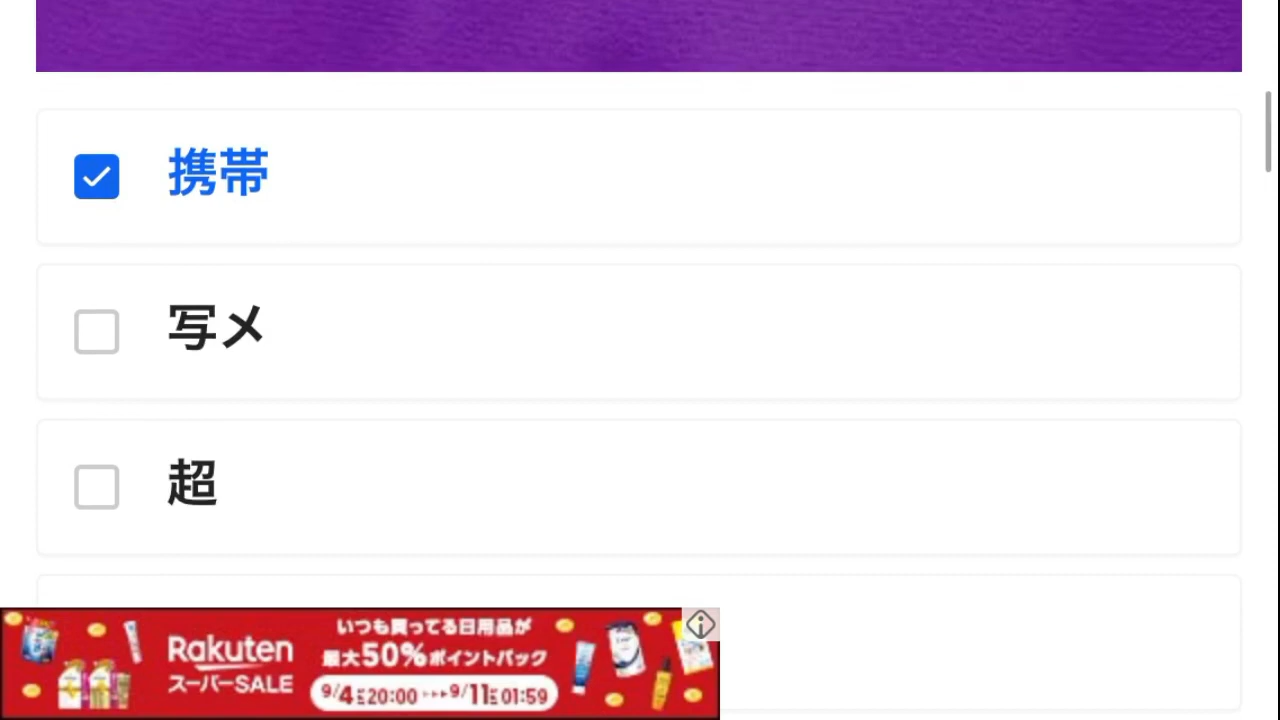 携帯
写メ
超
Rakuten
スーパーSALE
いつも買ってる日用品が
最大50%ポイントバック
9/4 20:00 9/11 01:59